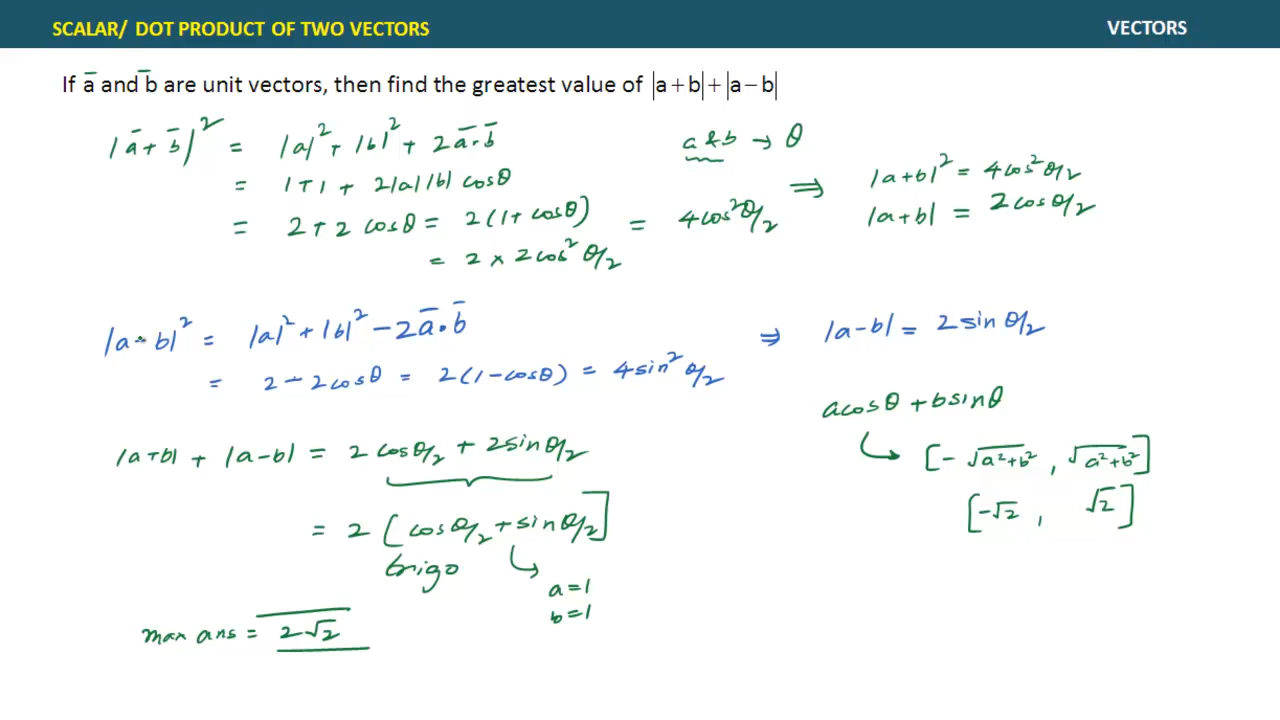 SCALAR/ DOT PRODUCT OF TWO VECTORS
VECTORS
If a̅ and b̅ are unit vectors, then find the greatest value of |a+b|+|a−b|
|a̅ + b̅|² = |a|² + |b|² + 2a̅·b̅
= 1+1 + 2|a||b| cosθ
= 2+2 cosθ = 2(1+cosθ) = 4cos²θ/2
= 2 × 2cos²θ/2
a & b → θ
⇒ |a+b|² = 4cos²θ/2
|a+b| = 2cosθ/2
|a-b|² = |a|² + |b|² − 2a̅·b̅
= 2 − 2cosθ = 2(1−cosθ) = 4sin²θ/2
⇒ |a−b| = 2sinθ/2
|a+b| + |a−b| = 2cosθ/2 + 2sinθ/2
= 2[cosθ/2 + sinθ/2]
trigo
a=1
b=1
max ans = 2√2
acosθ + bsinθ
[−√a²+b², √a²+b²]
[−√2, √2]